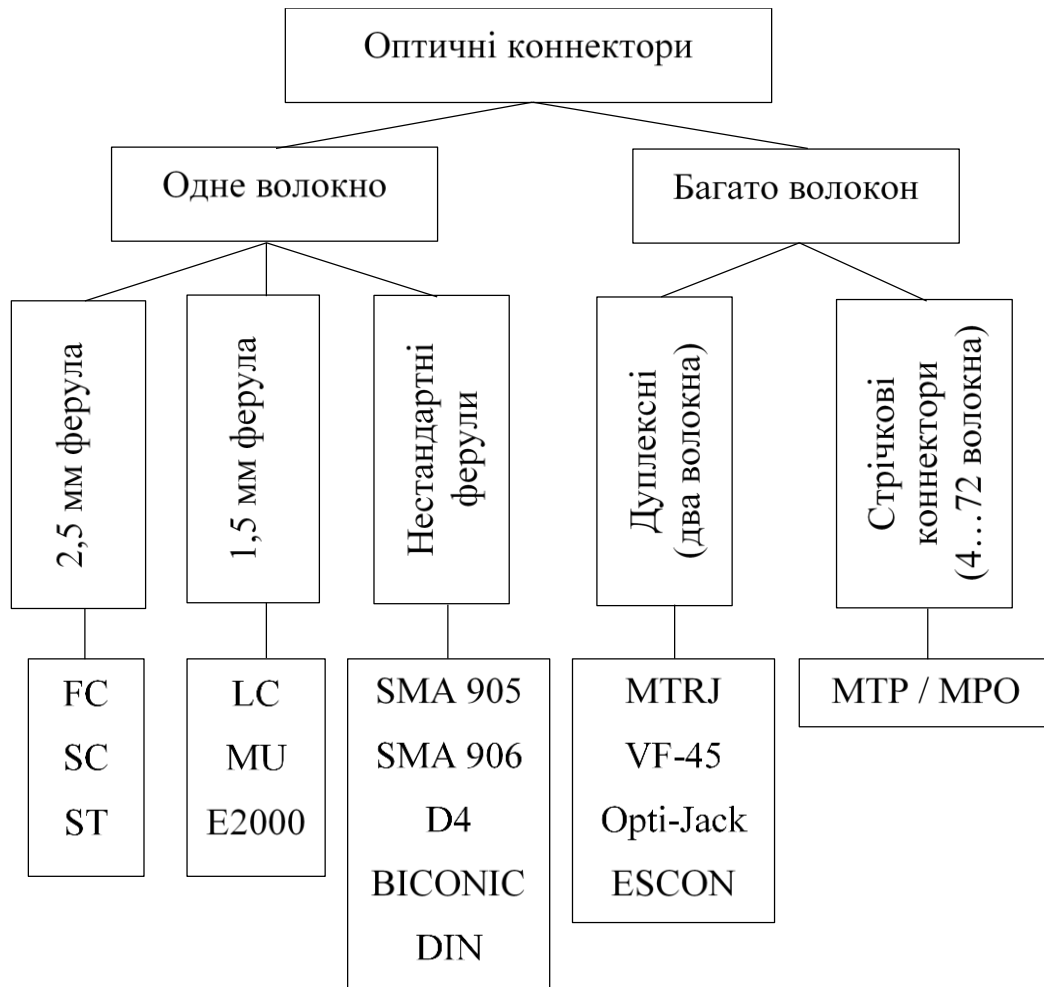 Оптичні коннектори
Одне волокно
Багато волокон
2,5 мм ферула
1,5 мм ферула
Нестандартні
ферули
Дуплексні
(два волокна)
Стрічкові
коннектори
(4…72 волокна)
FC
SC
ST
LC
MU
E2000
SMA 905
SMA 906
D4
BICONIC
DIN
MTRJ
VF-45
Opti-Jack
ESCON
MTP / MPO